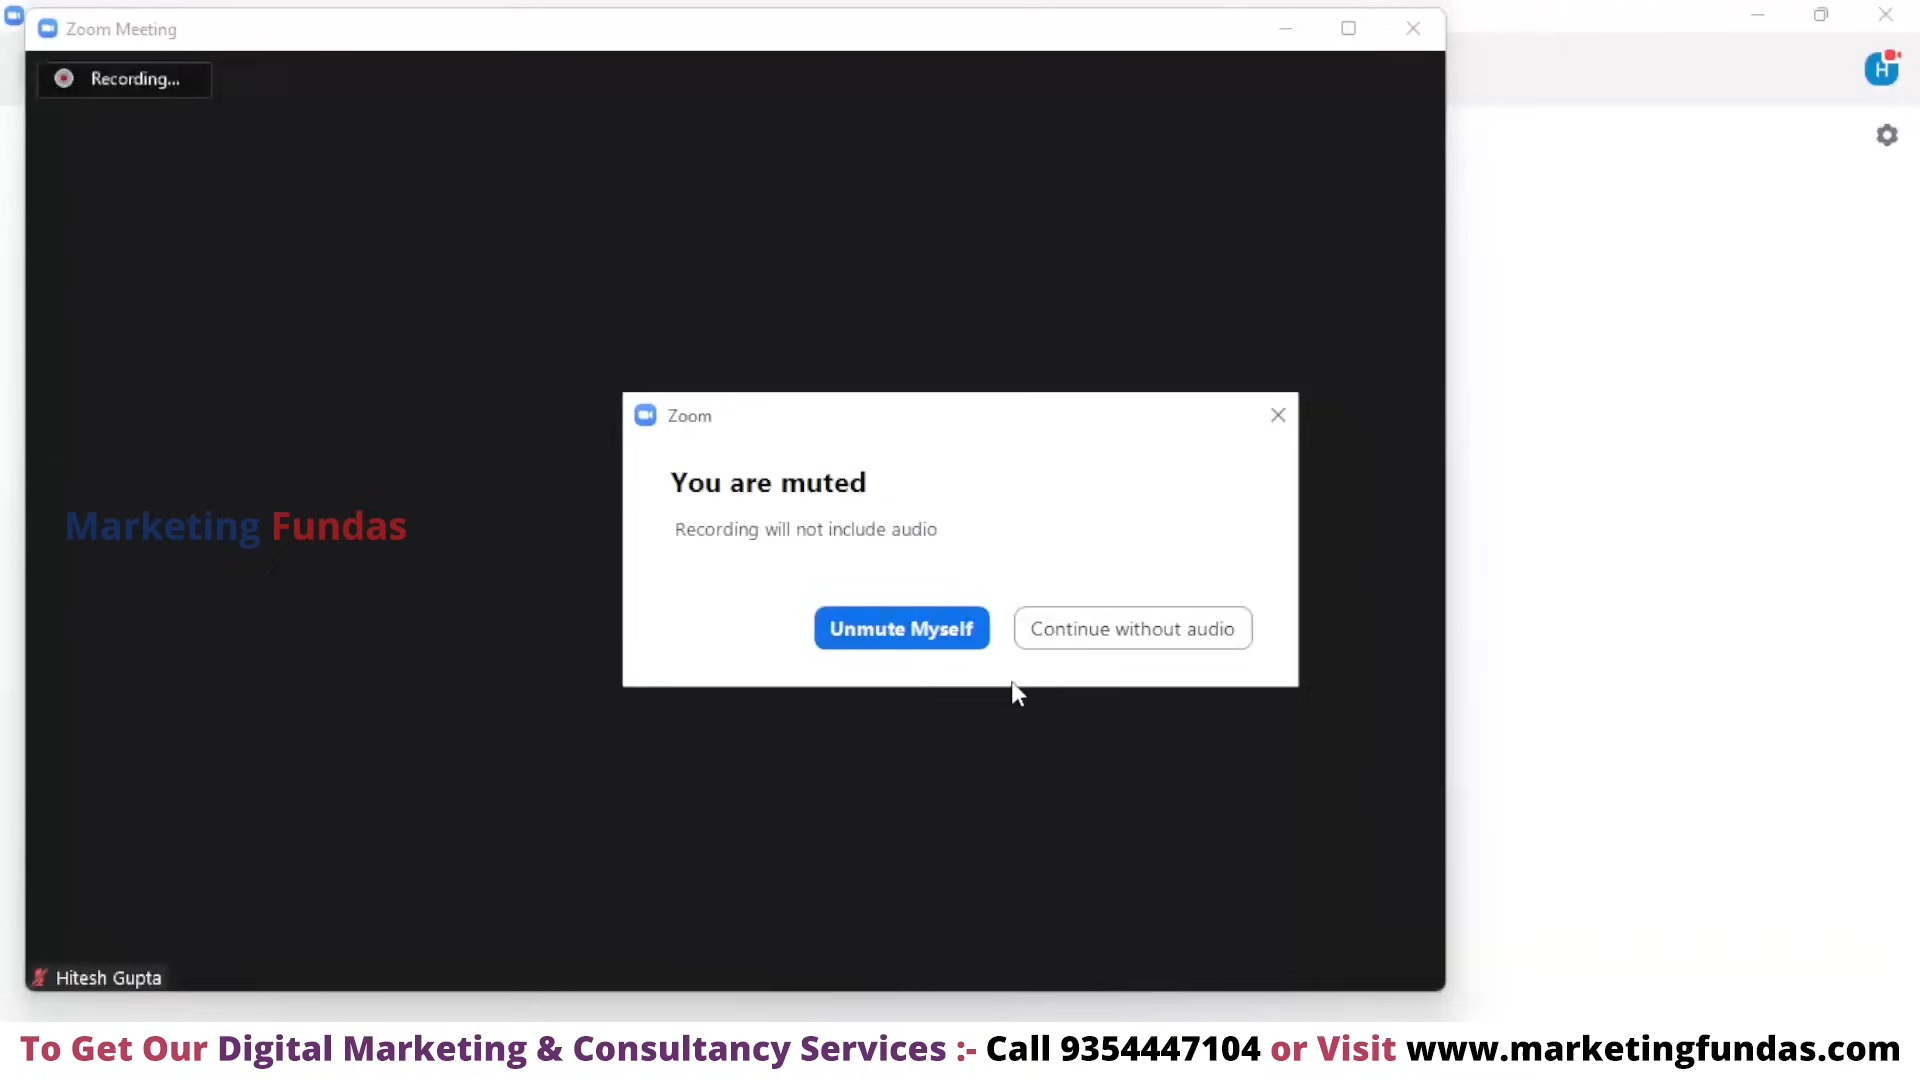 Zoom Meeting
Recording...
H
Zoom
You are muted
Recording will not include audio
Marketing Fundas
Unmute Myself
Continue without audio
Hitesh Gupta
To Get Our Digital Marketing & Consultancy Services :- Call 9354447104 or Visit www.marketingfundas.com